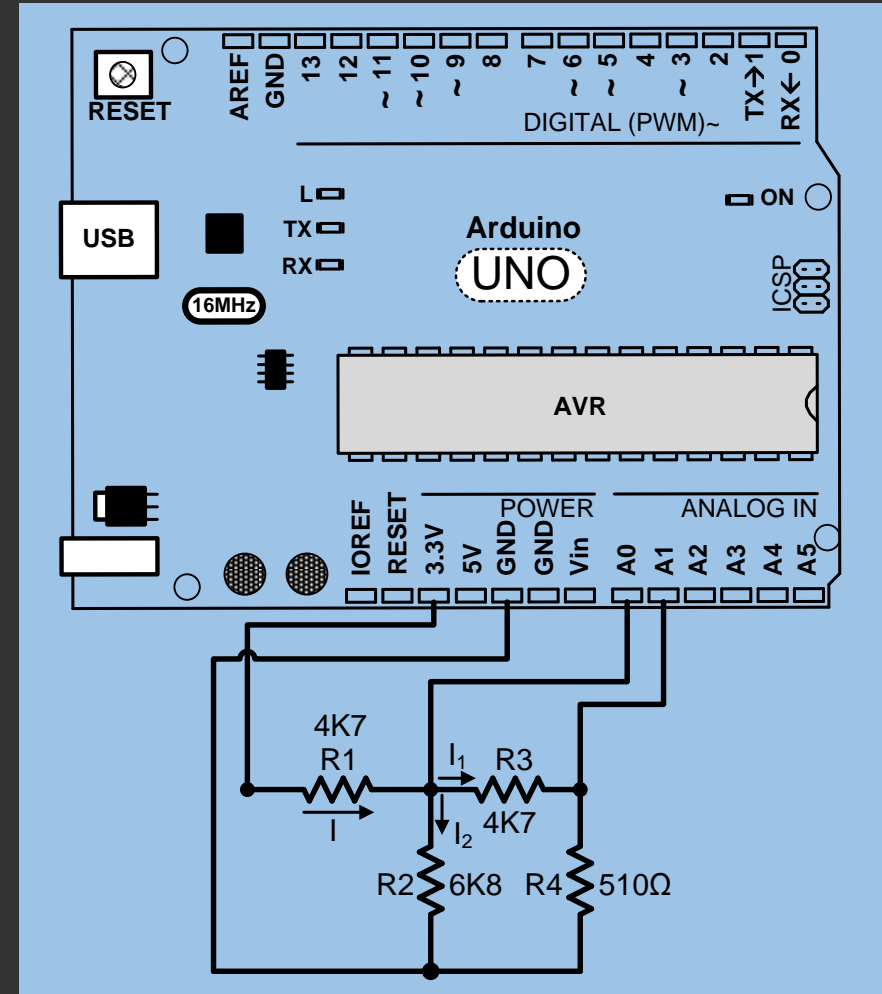 RESET
AREF
GND
13
12
~ 11
~ 10
~ 9
8
7
~ 6
~ 5
4
~ 3
2
TX→1
RX← 0
DIGITAL (PWM)~
L
TX
RX
ON
USB
Arduino
UNO
16MHz
ICSP
AVR
POWER
ANALOG IN
IOREF
RESET
3.3V
5V
GND
GND
Vin
A0
A1
A2
A3
A4
A5
4K7
R1
I
I₁
R3
4K7
I₂
R2
6K8
R4
510Ω